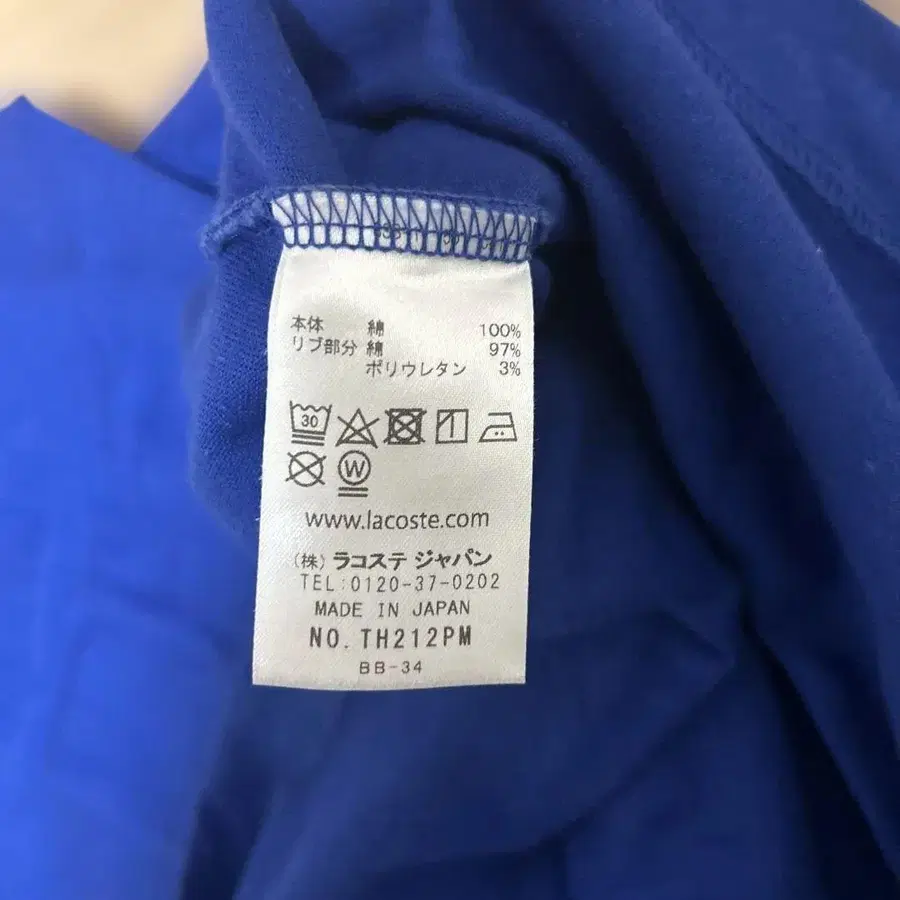 本体 綿 100%
リブ部分 綿 97%
ポリウレタン 3%
30
W
www.lacoste.com
(株) ラコステ ジャパン
TEL:0120-37-0202
MADE IN JAPAN
NO. TH212PM
BB-34